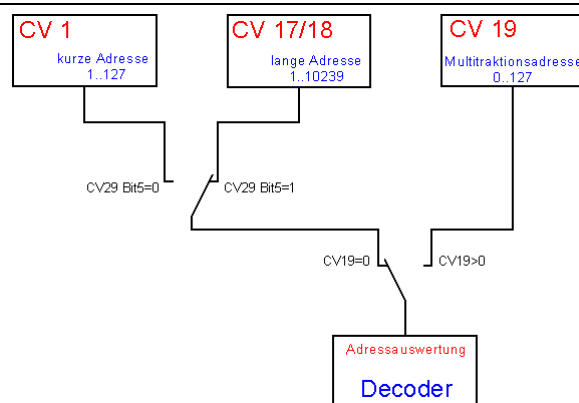 CV 1
kurze Adresse
1..127
CV 17/18
lange Adresse
1..10239
CV 19
Multitraktionsadresse
0..127
CV29 Bit5=0
CV29 Bit5=1
CV19=0
CV19>0
Adressauswertung
Decoder